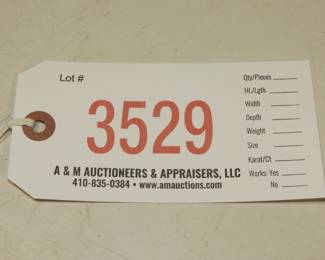 Lot #
3529
A & M AUCTIONEERS & APPRAISERS, LLC
410-835-0384 • www.amauctions.com
Qty/Pieces
Ht./Lgth.
Width
Depth
Weight
Size
Karat/Ct
Works: Yes
No